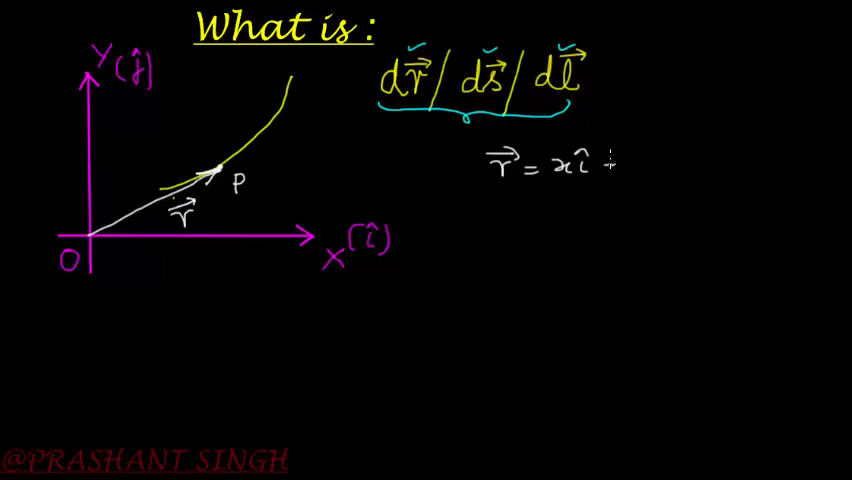 What is :
Y(ĵ)
dr⃗/ ds⃗/ dl⃗
r⃗ = xî +
P
r⃗
O
X(î)
@PRASHANT SINGH